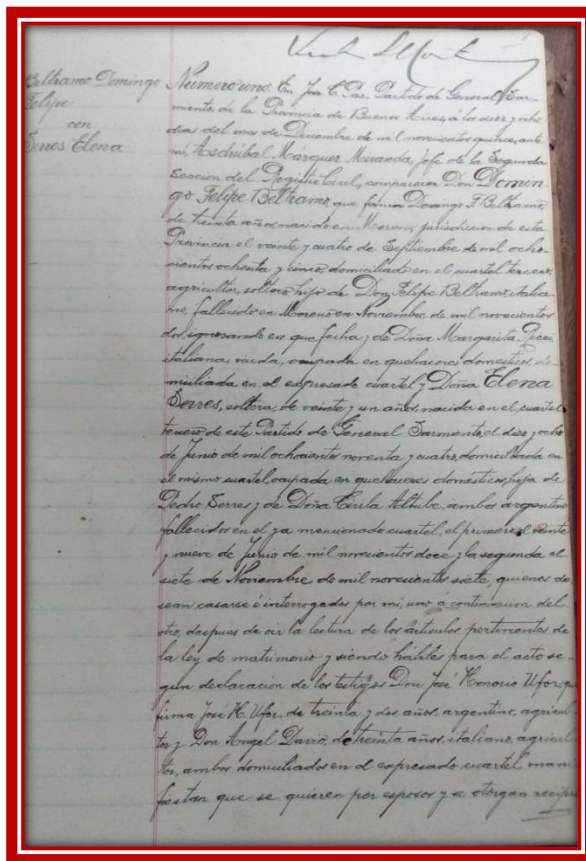 Beltramo Domingo
Felipe
con
Serres Elena
Numero uno. En José C. Paz, Partido de General Sar-
miento de la Provincia de Buenos Aires, a los diez y ocho
dias del mes de Diciembre de mil novecientos quince, ante
mi, Asdrúbal Márquez Miranda, Jefe de la Segunda
Seccion del Registro Civil, comparecen Don Domin-
go Felipe Beltramo, que firma Domingo F. Beltramo,
de treinta años, nacido en Moreno, jurisdiccion de esta
Provincia el veinte y cuatro de Septiembre de mil ocho-
cientos ochenta y cinco, domiciliado en el cuartel tercero,
agricultor, soltero, hijo de Don Felipe Beltramo, italia-
no, fallecido en Moreno en Noviembre de mil novecientos
dos, ignorando en que fecha, y de Doña Margarita
italiana, viuda, ocupada en quehaceres domesticos, do-
miciliada en el expresado cuartel, y Doña Elena
Serres, soltera, de veinte y un años, nacida en el cuartel
tercero de este Partido de General Sarmiento, el diez y ocho
de Junio de mil ochocientos noventa y cuatro, domiciliada en
el mismo cuartel, ocupada en quehaceres domesticos, hija de
Pedro Serres y de Doña Altube, ambos argentinos
fallecidos en el ya mencionado cuartel, el primero el veinte
y nueve de Junio de mil novecientos doce y la segunda el
siete de Noviembre de mil novecientos siete, quienes de-
sean casarse é interrogados por mi, uno á continuacion del
otro, despues de oir la lectura de los articulos pertinentes de
la ley de matrimonio y siendo hábiles para el acto se-
gun declaracion de los testigos Don José Honorio Ufor, que
firma José H. Ufor, de treinta y dos años, argentino, agricul-
tor y Don Angel Dario, de treinta años, italiano, agricul-
tor, ambos domiciliados en el expresado cuartel, mani-
fiestan que se quieren por esposos y se otorgan